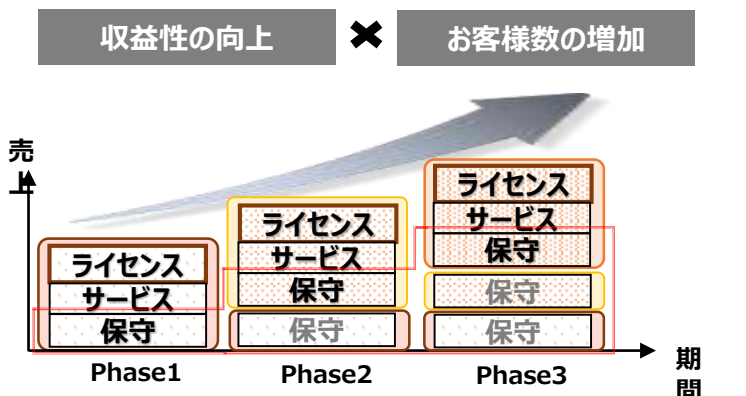 収益性の向上
✖
お客様数の増加
売
上
ライセンス
サービス
保守
ライセンス
サービス
保守
保守
ライセンス
サービス
保守
保守
保守
Phase1
Phase2
Phase3
期
間